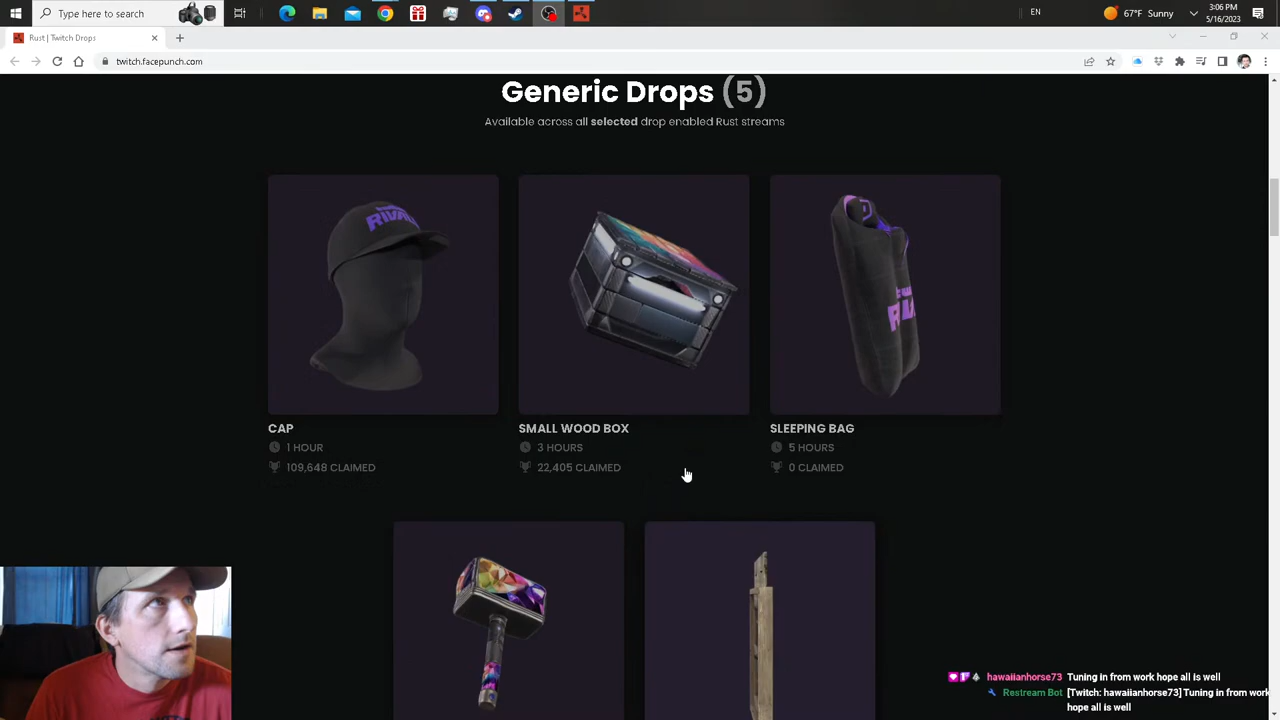 Type here to search
EN
67°F Sunny
3:06 PM
5/16/2023
Rust | Twitch Drops
twitch.facepunch.com
Generic Drops (5)
Available across all selected drop enabled Rust streams
RIVA
CAP
1 HOUR
109,648 CLAIMED
SMALL WOOD BOX
3 HOURS
22,405 CLAIMED
SLEEPING BAG
5 HOURS
0 CLAIMED
hawaiianhorse73 Tuning in from work hope all is well
Restream Bot [Twitch: hawaiianhorse73] Tuning in from work
hope all is well